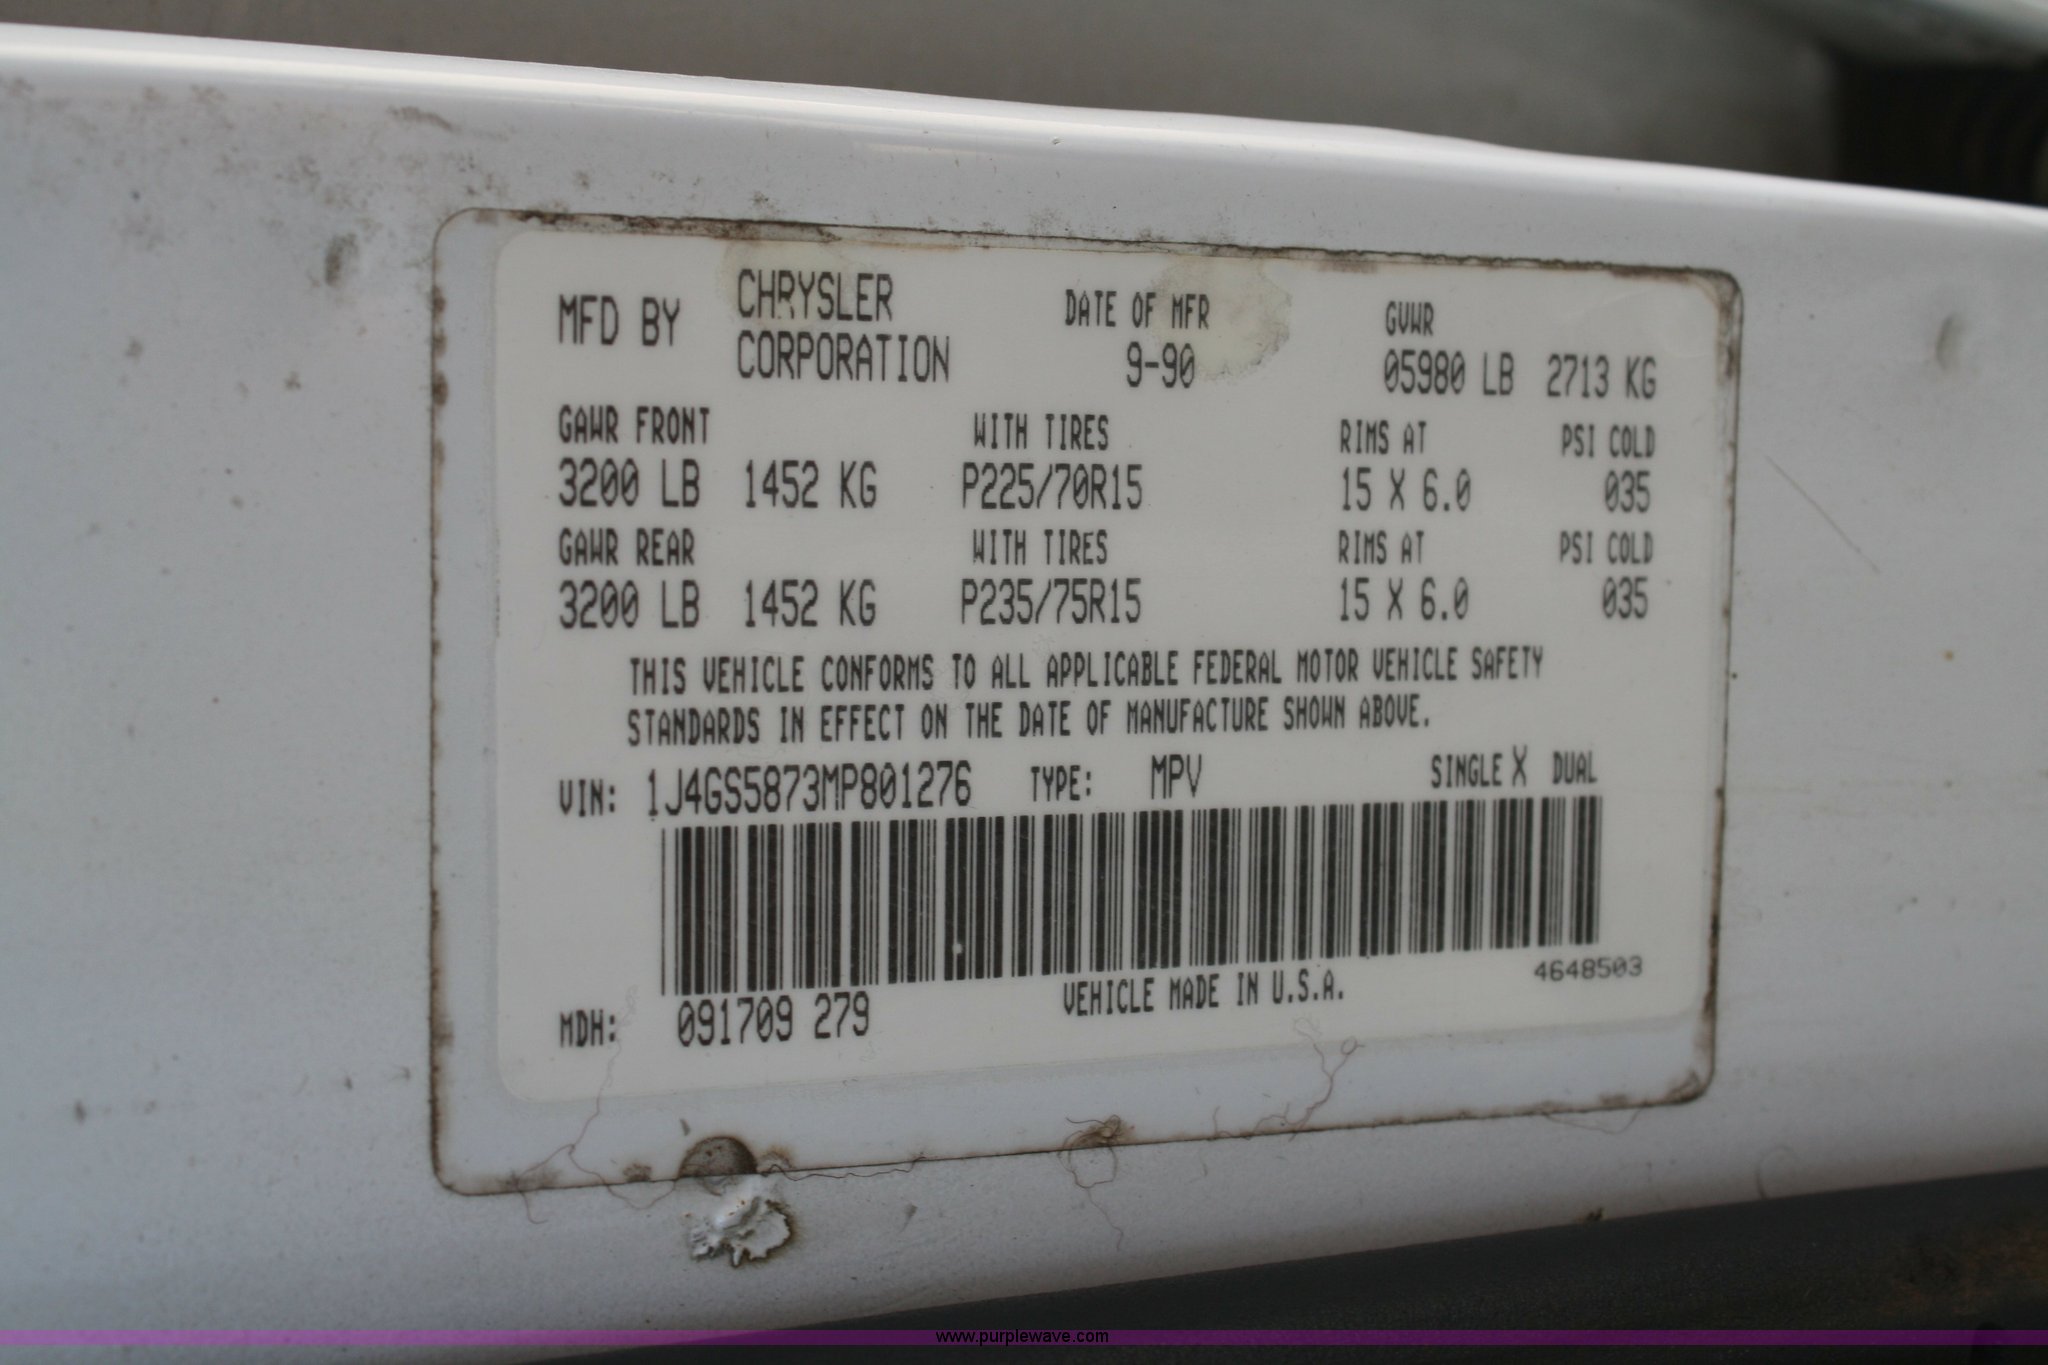 MFD BY CHRYSLER CORPORATION DATE OF MFR 9-90 GVWR 05980 LB 2713 KG
GAWR FRONT WITH TIRES RIMS AT PSI COLD
3200 LB 1452 KG P225/70R15 15 X 6.0 035
GAWR REAR WITH TIRES RIMS AT PSI COLD
3200 LB 1452 KG P235/75R15 15 X 6.0 035
THIS VEHICLE CONFORMS TO ALL APPLICABLE FEDERAL MOTOR VEHICLE SAFETY
STANDARDS IN EFFECT ON THE DATE OF MANUFACTURE SHOWN ABOVE.
VIN: 1J4GS5873MP801276 TYPE: MPV SINGLE X DUAL
MDH: 091709 279 VEHICLE MADE IN U.S.A. 4648503
www.purplewave.com